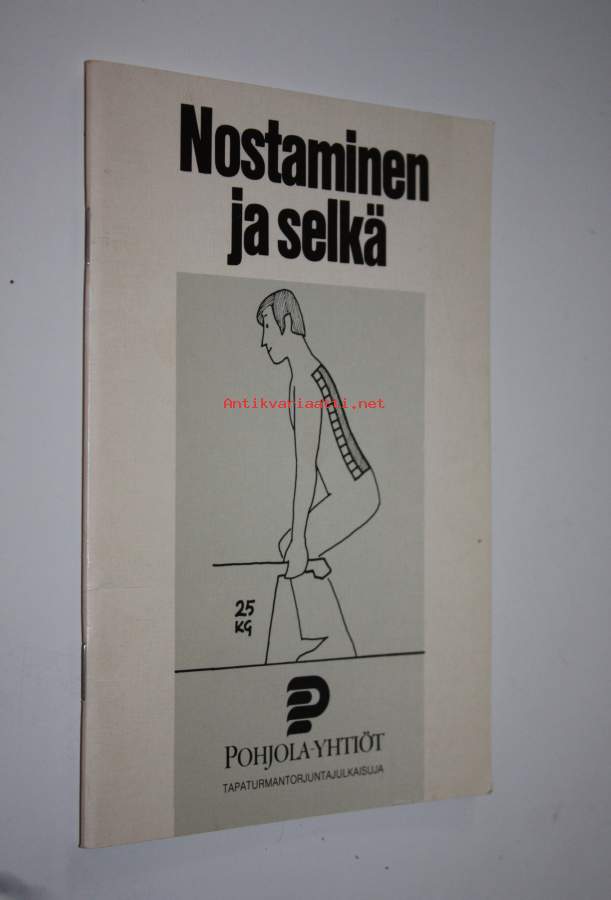 Nostaminen
ja selkä
Antikvariaatti.net
25
KG
POHJOLA-YHTIÖT
TAPATURMANTORJUNTAJULKAISUJA